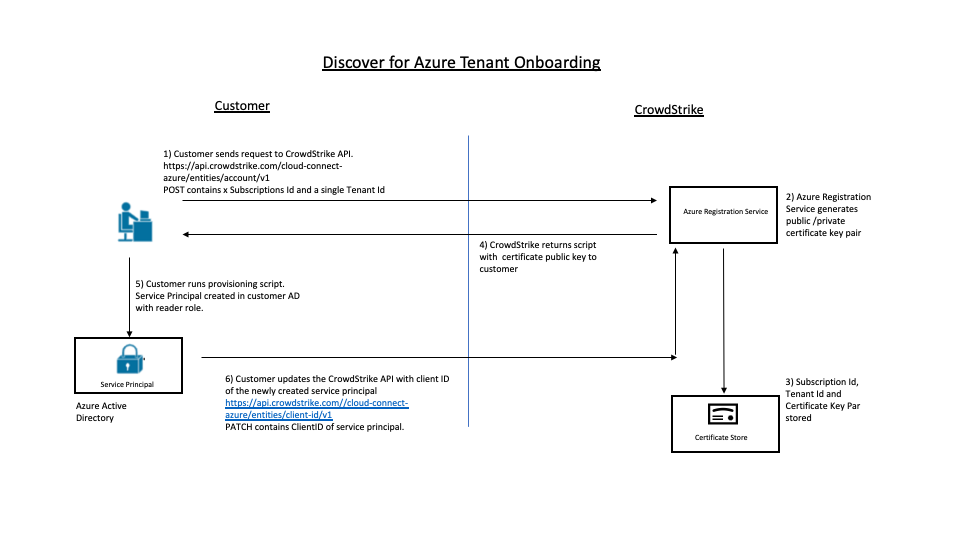 Discover for Azure Tenant Onboarding
Customer
CrowdStrike
1) Customer sends request to CrowdStrike API.
https://api.crowdstrike.com/cloud-connect-
azure/entities/account/v1
POST contains x Subscriptions Id and a single Tenant Id
Azure Registration Service
2) Azure Registration
Service generates
public /private
certificate key pair
4) CrowdStrike returns script
with certificate public key to
customer
5) Customer runs provisioning script.
Service Principal created in customer AD
with reader role.
Service Principal
Azure Active
Directory
6) Customer updates the CrowdStrike API with client ID
of the newly created service principal
https://api.crowdstrike.com//cloud-connect-
azure/entities/client-id/v1
PATCH contains ClientID of service principal.
3) Subscription Id,
Tenant Id and
Certificate Key Par
stored
Certificate Store